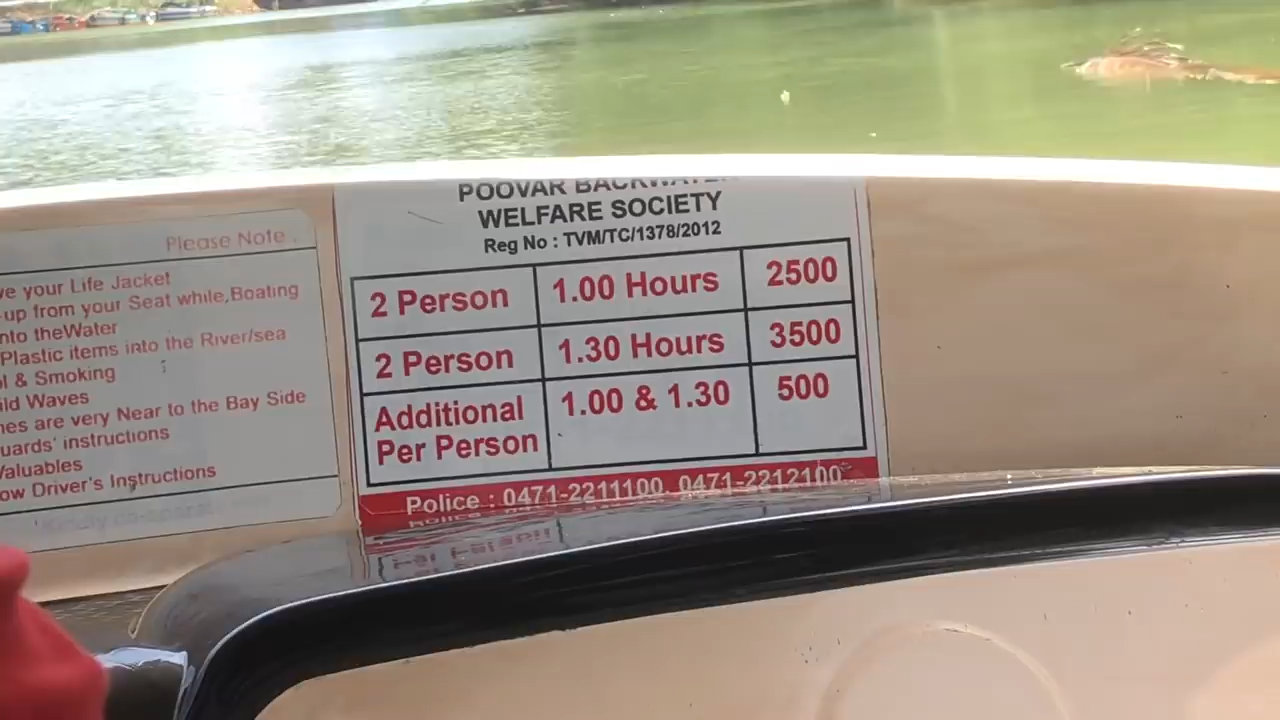 Please Note .
ve your Life Jacket
-up from your Seat while,Boating
nto theWater
Plastic items into the River/sea
l & Smoking
ild Waves
nes are very Near to the Bay Side
uards' instructions
Valuables
ow Driver's Instructions
POOVAR BACKWATE
WELFARE SOCIETY
Reg No : TVM/TC/1378/2012
2 Person 1.00 Hours 2500
2 Person 1.30 Hours 3500
Additional Per Person 1.00 & 1.30 500
Police : 0471-2211100, 0471-2212100